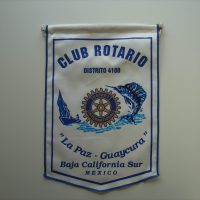 CLUB ROTARIO
DISTRITO 4100
"La Paz - Guaycura"
Baja California Sur
MEXICO